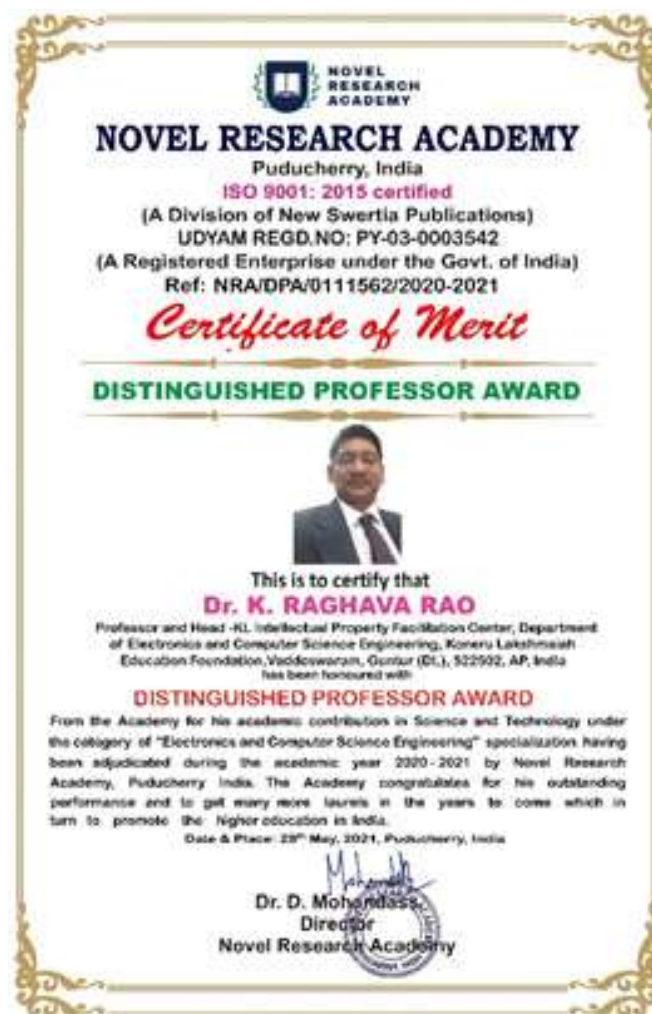 NOVEL
RESEARCH
ACADEMY
NOVEL RESEARCH ACADEMY
Puducherry, India
ISO 9001: 2015 certified
(A Division of New Swertia Publications)
UDYAM REGD.NO: PY-03-0003542
(A Registered Enterprise under the Govt. of India)
Ref: NRA/DPA/0111562/2020-2021
Certificate of Merit
DISTINGUISHED PROFESSOR AWARD
This is to certify that
Dr. K. RAGHAVA RAO
Professor and Head -KL Intellectual Property Facilitation Center, Department
of Electronics and Computer Science Engineering, Koneru Lakshmaiah
Education Foundation, Vaddeswaram, Guntur (Dt.), 522502, AP, India
has been honoured with
DISTINGUISHED PROFESSOR AWARD
From the Academy for his academic contribution in Science and Technology under
the category of "Electronics and Computer Science Engineering" specialization having
been adjudicated during the academic year 2020-2021 by Novel Research
Academy, Puducherry India. The Academy congratulates for his outstanding
performance and to get many more laurels in the years to come which in
turn to promote the higher education in India.
Date & Place: 29th May, 2021, Puducherry, India
Dr. D. Mohandass
Director
Novel Research Academy